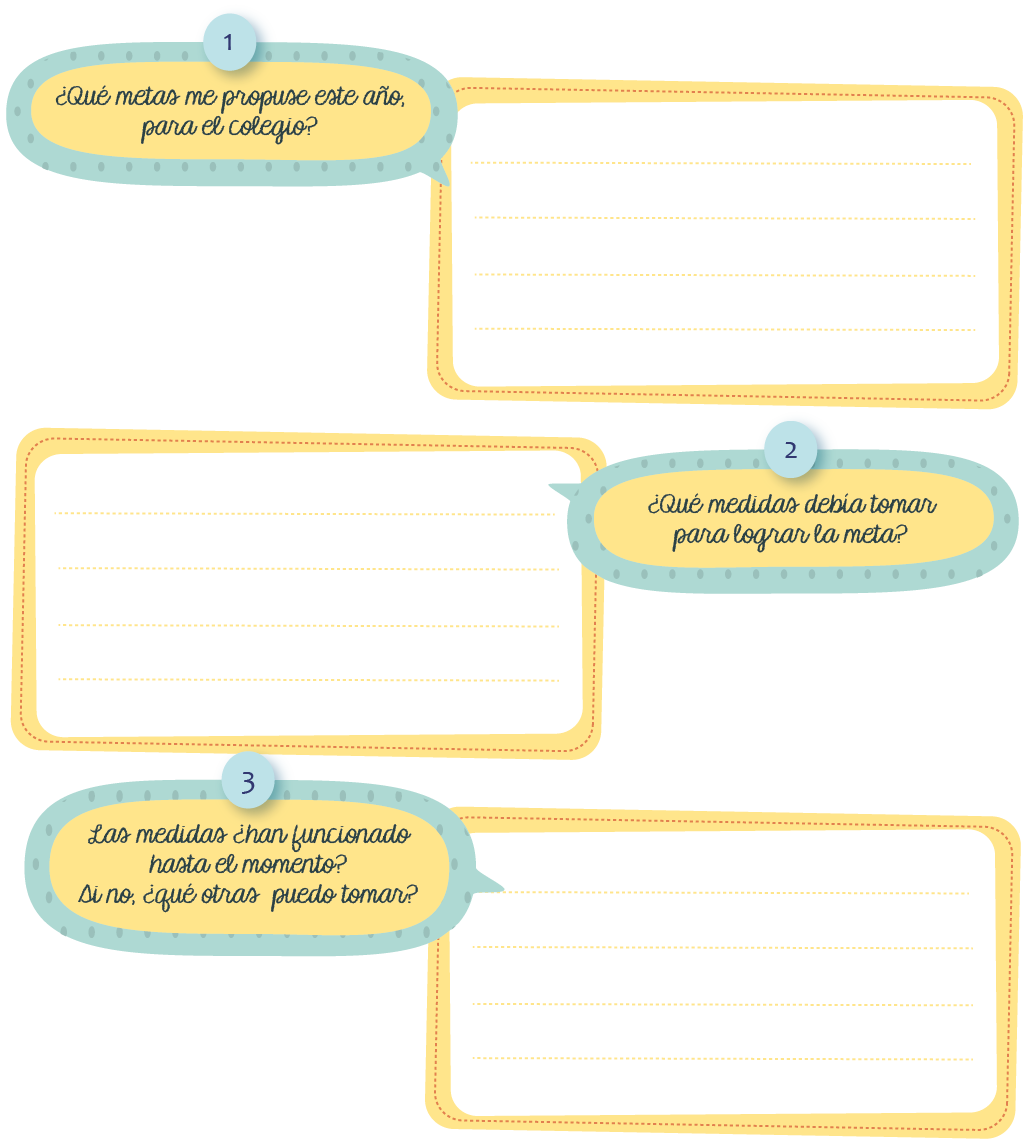 1
¿Qué metas me propuse este año,
para el colegio?
2
¿Qué medidas debía tomar
para lograr la meta?
3
Las medidas ¿han funcionado
hasta el momento?
Si no, ¿qué otras puedo tomar?